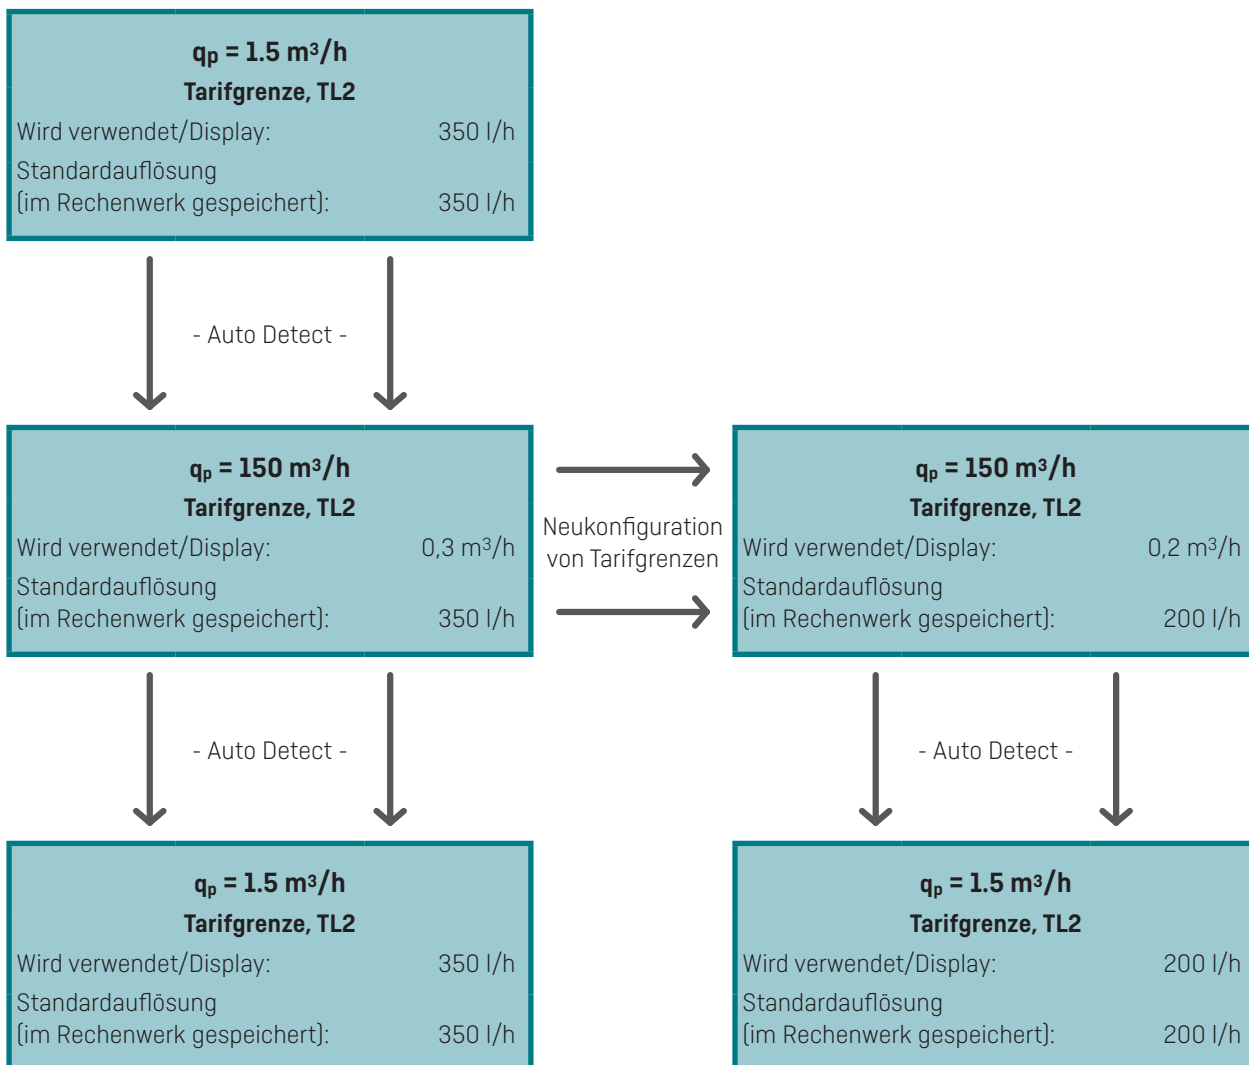 qp = 1.5 m³/h
Tarifgrenze, TL2
Wird verwendet/Display: 350 l/h
Standardauflösung
(im Rechenwerk gespeichert): 350 l/h
- Auto Detect -
qp = 150 m³/h
Tarifgrenze, TL2
Wird verwendet/Display: 0,3 m³/h
Standardauflösung
(im Rechenwerk gespeichert): 350 l/h
Neukonfiguration
von Tarifgrenzen
qp = 150 m³/h
Tarifgrenze, TL2
Wird verwendet/Display: 0,2 m³/h
Standardauflösung
(im Rechenwerk gespeichert): 200 l/h
- Auto Detect -
- Auto Detect -
qp = 1.5 m³/h
Tarifgrenze, TL2
Wird verwendet/Display: 350 l/h
Standardauflösung
(im Rechenwerk gespeichert): 350 l/h
qp = 1.5 m³/h
Tarifgrenze, TL2
Wird verwendet/Display: 200 l/h
Standardauflösung
(im Rechenwerk gespeichert): 200 l/h